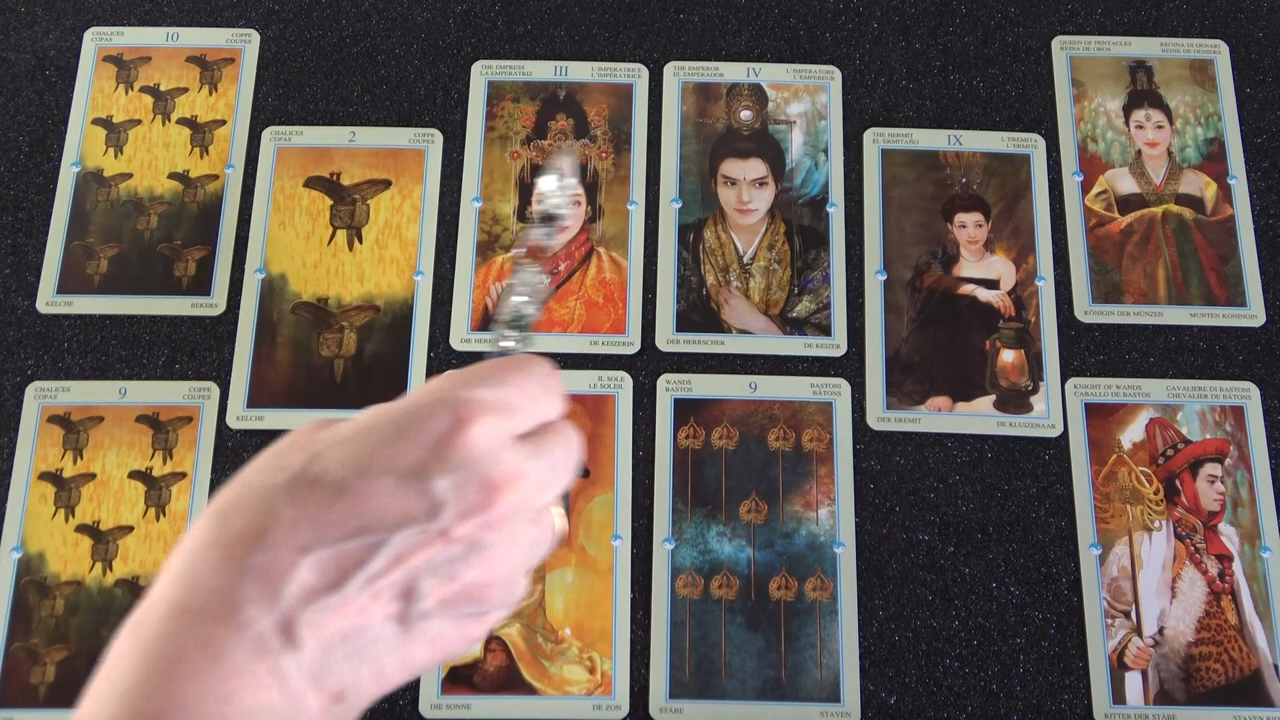 CHALICES
COPAS
10
COPPE
COUPES
KELCHE
BEKERS
CHALICES
COPAS
2
COPPE
COUPES
KELCHE
THE EMPRESS
LA EMPERATRIZ
III
L'IMPERATRICE
L'IMPÉRATRICE
DE KEIZERIN
THE EMPEROR
EL EMPERADOR
IV
L'IMPERATORE
L'EMPEREUR
DER HERRSCHER
DE KEIZER
THE HERMIT
EL ERMITAÑO
IX
L'EREMITA
L'ERMITE
DER EREMIT
DE KLUIZENAAR
QUEEN OF PENTACLES
REINA DE OROS
REGINA DI DENARI
REINE DE DENIERS
KÖNIGIN DER MÜNZEN
MUNTEN KONINGIN
CHALICES
COPAS
9
COPPE
COUPES
IL SOLE
LE SOLEIL
DIE SONNE
DE ZON
WANDS
BASTOS
9
BASTONI
BÂTONS
STÄBE
STAVEN
KNIGHT OF WANDS
CABALLO DE BASTOS
CAVALIERE DI BASTONI
CHEVALIER DE BÂTONS
RITTER DER STÄBE